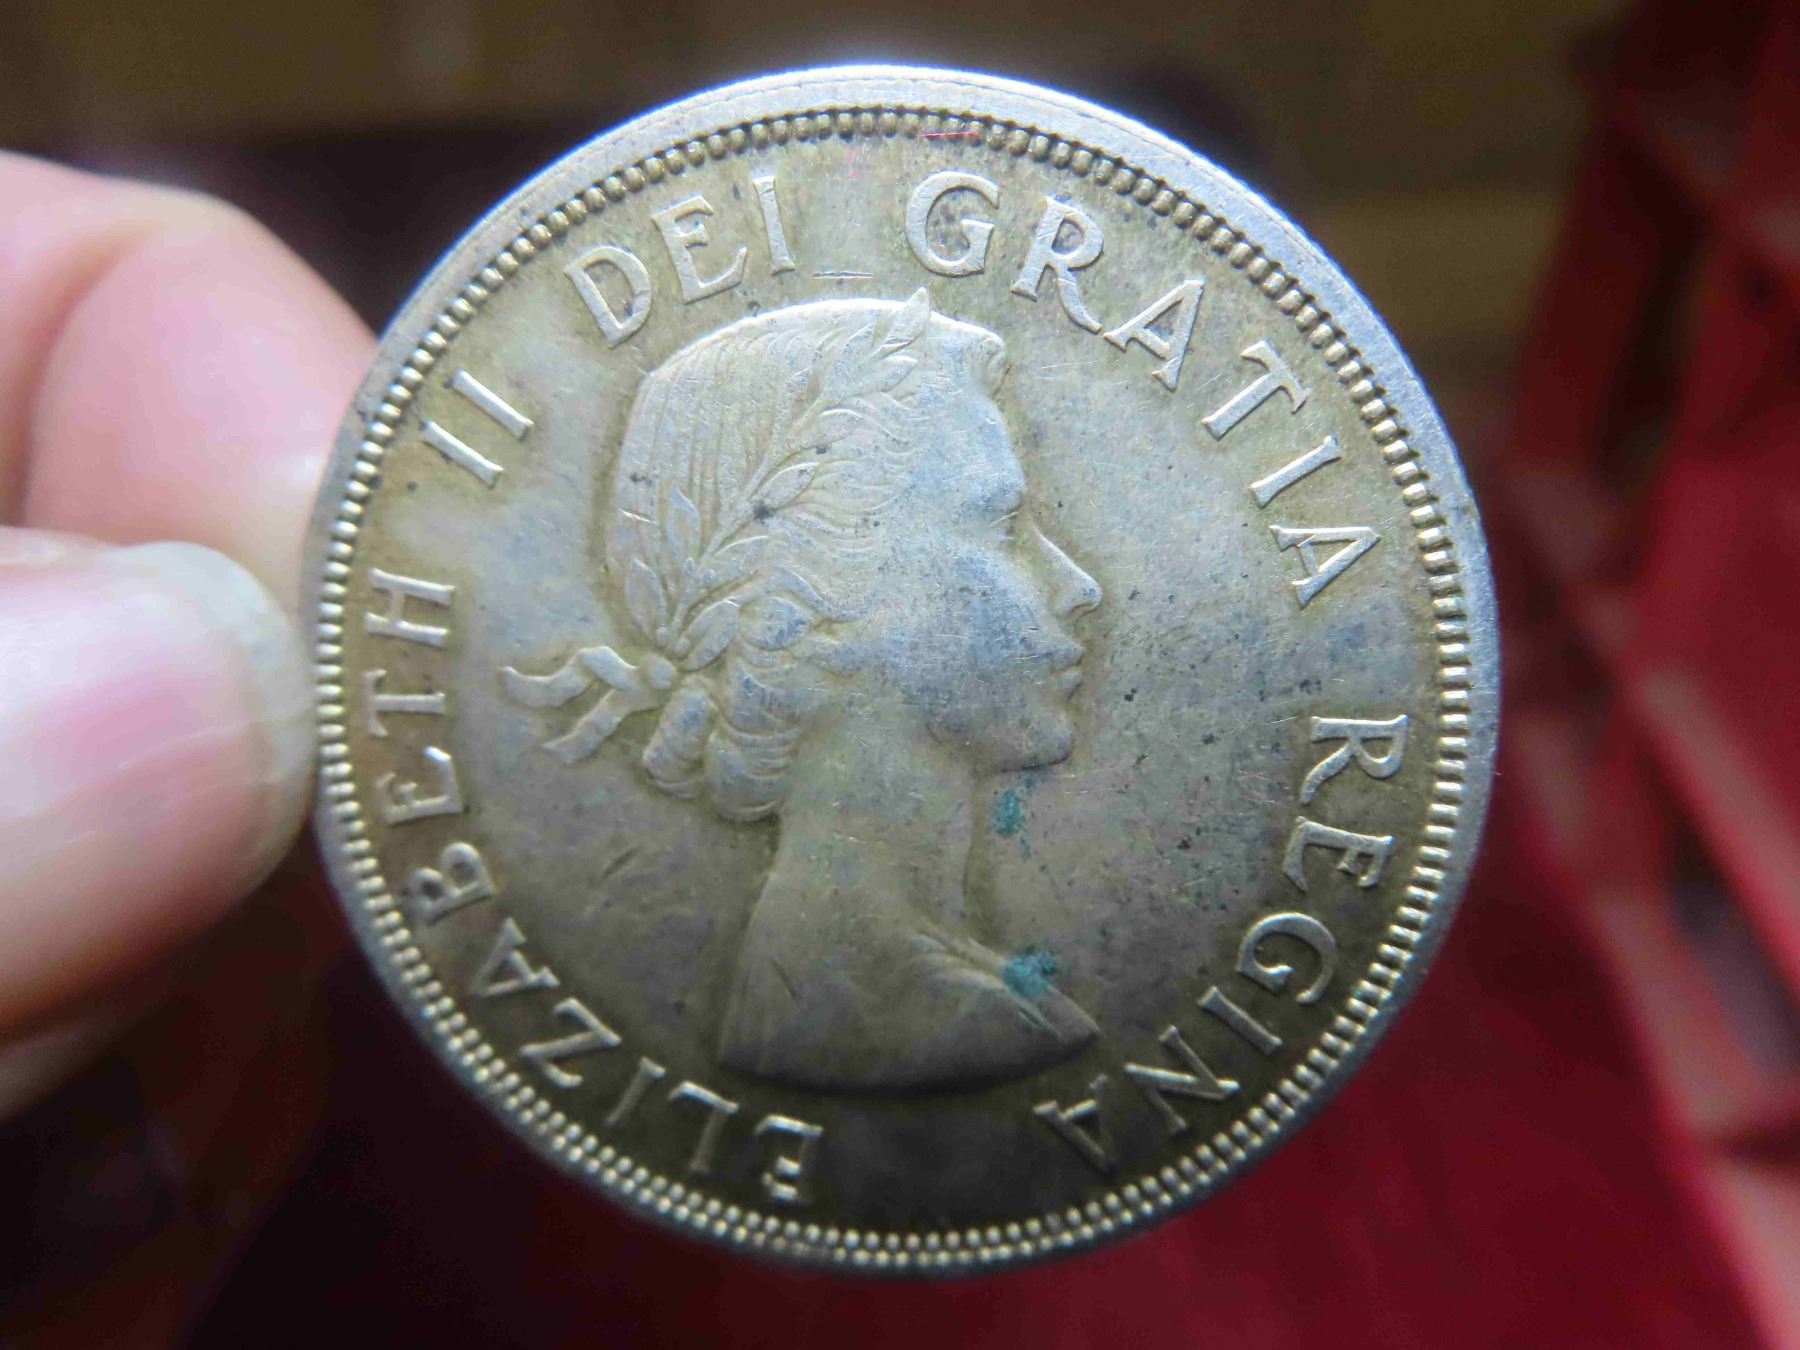 ELIZABETH II DEI GRATIA REGINA